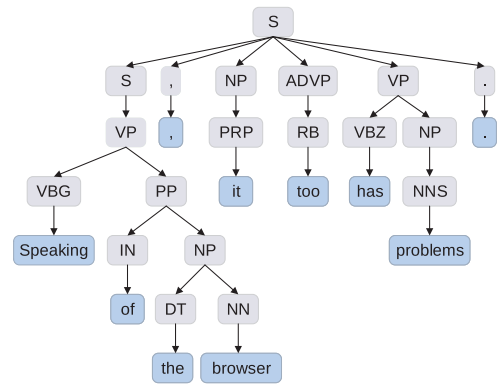 S
S , NP ADVP VP .
VP , PRP RB VBZ NP .
VBG PP it too has NNS
Speaking IN NP problems
of DT NN
the browser